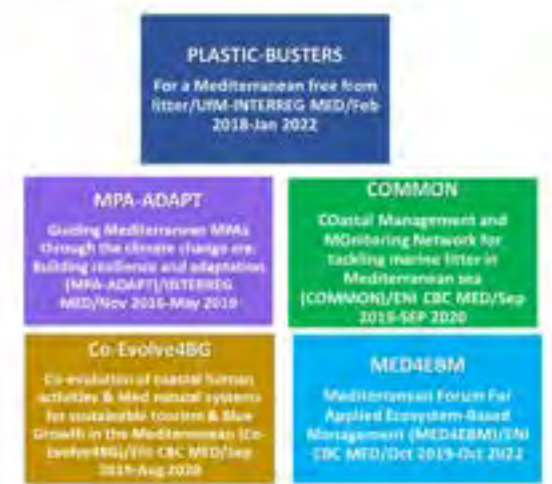 PLASTIC-BUSTERS
For a Mediterranean free from
litter/UfM-INTERREG MED/Feb
2018-Jan 2022
MPA-ADAPT
Guiding Mediterranean MPAs
through the climate change era:
Building resilience and adaptation
(MPA-ADAPT)/INTERREG
MED/Nov 2016-May 2019
COMMON
COastal Management and
MOnitoring Network for
tackling marine litter in
Mediterranean sea
(COMMON)/ENI CBC MED/Sep
2019-SEP 2020
Co-Evolve4BG
Co-evolution of coastal human
activities & Med natural systems
for sustainable tourism & Blue
Growth in the Mediterranean (Co-
Evolve4BG)/ENI CBC MED/Sep
2019-Aug 2020
MED4EBM
Mediterranean Forum For
Applied Ecosystem-Based
Management (MED4EBM)/ENI
CBC MED/Oct 2019-Oct 2022